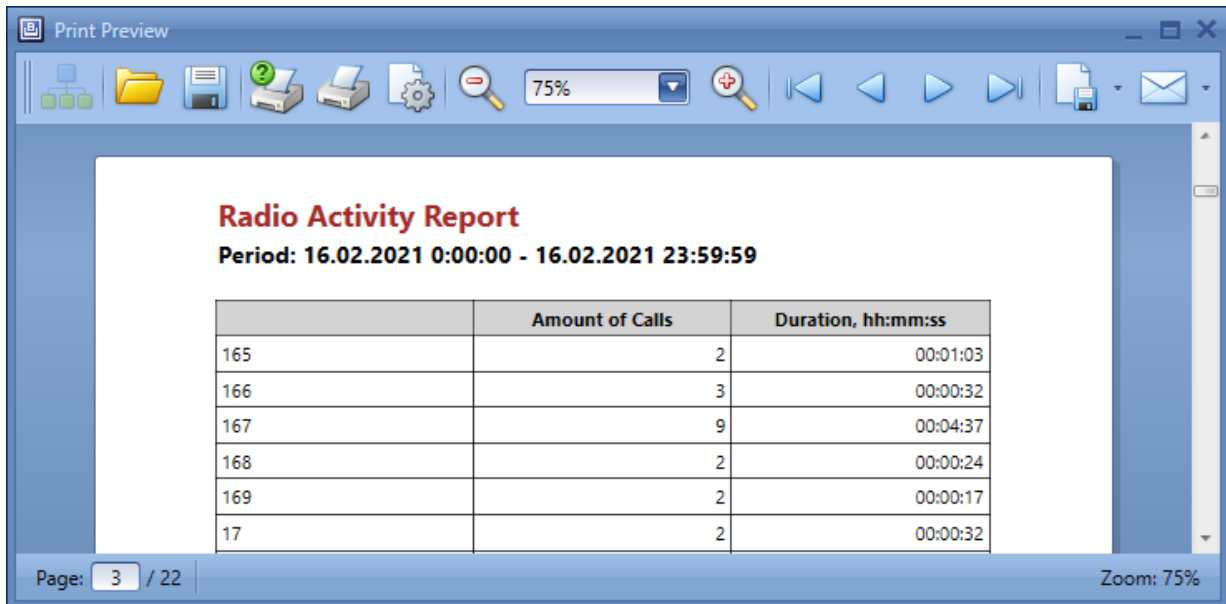 Print Preview
75%
Radio Activity Report
Period: 16.02.2021 0:00:00 - 16.02.2021 23:59:59
Amount of Calls Duration, hh:mm:ss
165 2 00:01:03
166 3 00:00:32
167 9 00:04:37
168 2 00:00:24
169 2 00:00:17
17 2 00:00:32
Page: 3 / 22 Zoom: 75%